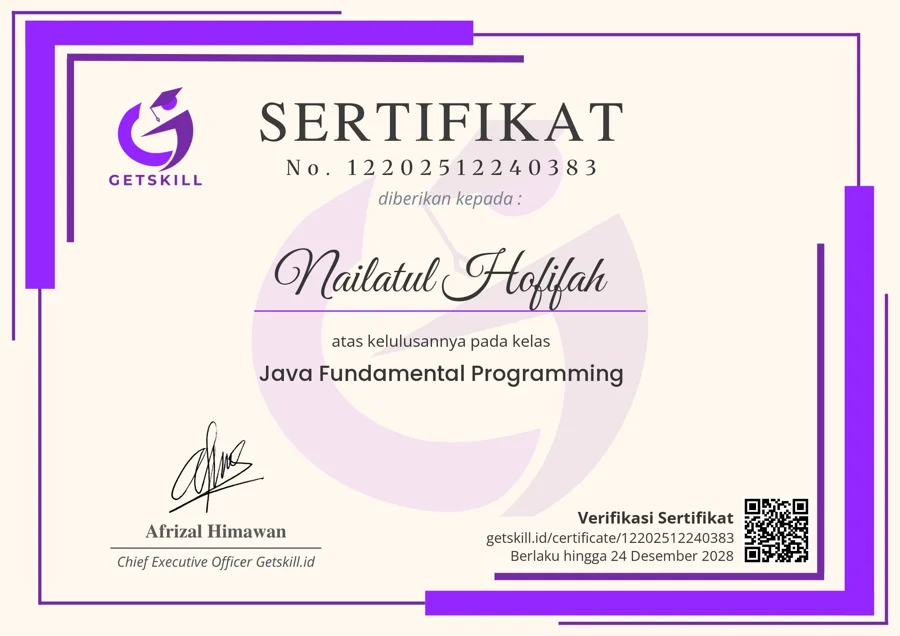 GETSKILL
SERTIFIKAT
No. 12202512240383
diberikan kepada :
Nailatul Hofifah
atas kelulusannya pada kelas
Java Fundamental Programming
Afrizal Himawan
Chief Executive Officer Getskill.id
Verifikasi Sertifikat
getskill.id/certificate/12202512240383
Berlaku hingga 24 Desember 2028